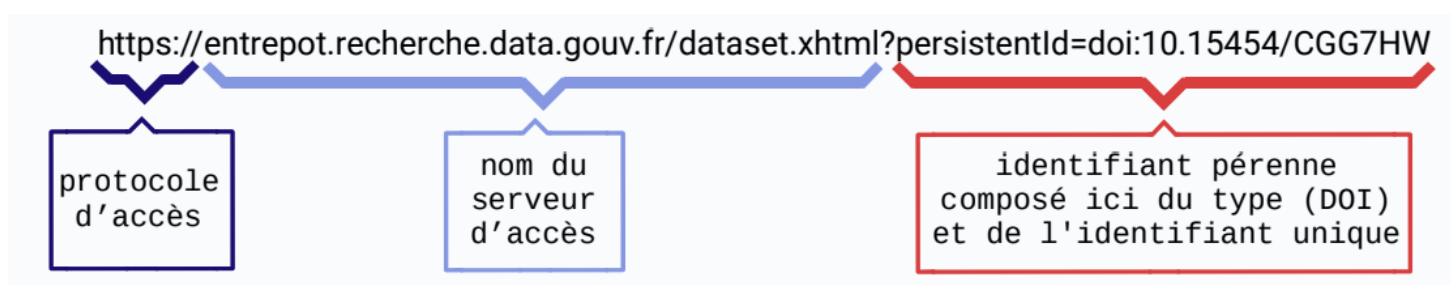 https://entrepot.recherche.data.gouv.fr/dataset.xhtml?persistentId=doi:10.15454/CGG7HW
protocole
d’accès
nom du
serveur
d’accès
identifiant pérenne
composé ici du type (DOI)
et de l'identifiant unique